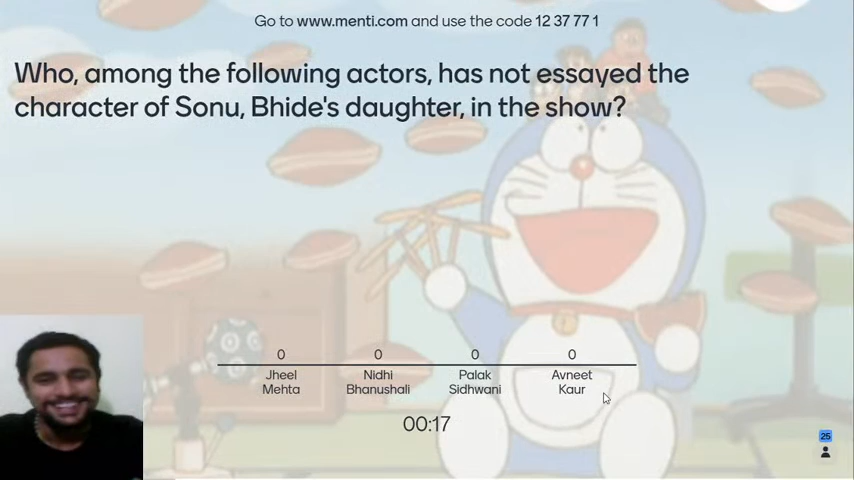 Go to www.menti.com and use the code 12 37 77 1
Who, among the following actors, has not essayed the
character of Sonu, Bhide's daughter, in the show?
0 0 0 0
Jheel Nidhi Palak Avneet
Mehta Bhanushali Sidhwani Kaur
00:17
25